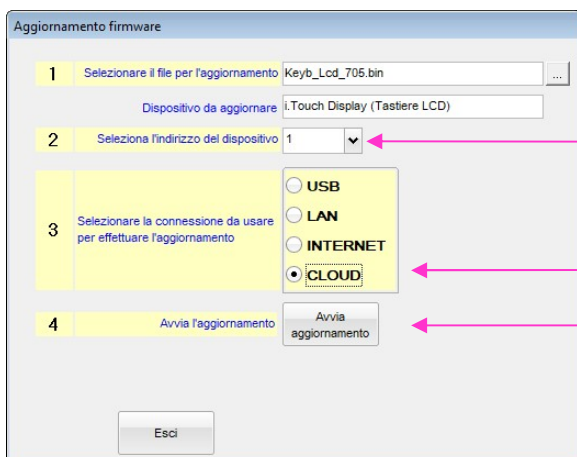 Aggiornamento firmware
1 Selezionare il file per l'aggiornamento Keyb_Lcd_705.bin ...
Dispositivo da aggiornare i.Touch Display (Tastiere LCD)
2 Seleziona l'indirizzo del dispositivo 1
USB
LAN
3 Selezionare la connessione da usare
per effettuare l'aggiornamento
INTERNET
CLOUD
4 Avvia l'aggiornamento Avvia
aggiornamento
Esci